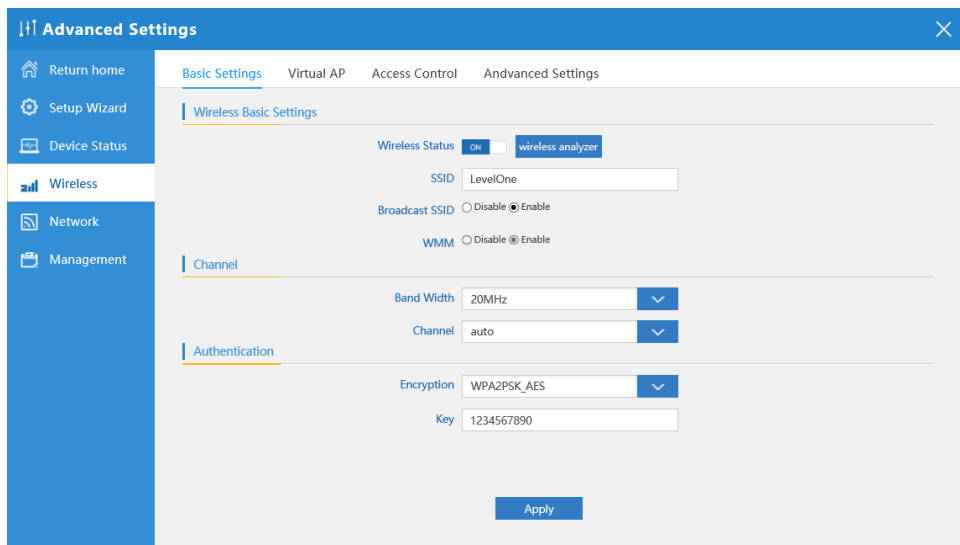 Advanced Settings
Return home
Setup Wizard
Device Status
Wireless
Network
Management
Basic Settings Virtual AP Access Control Andvanced Settings
Wireless Basic Settings
Wireless Status ON wireless analyzer
SSID LevelOne
Broadcast SSID Disable Enable
WMM Disable Enable
Channel
Band Width 20MHz
Channel auto
Authentication
Encryption WPA2PSK_AES
Key 1234567890
Apply